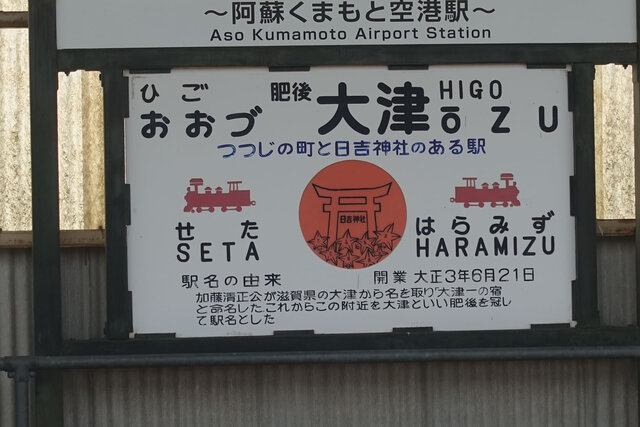 ～阿蘇くまもと空港駅～
Aso Kumamoto Airport Station
ひご 肥後 大津 HIGO
おおづ ŌZU
つつじの町と日吉神社のある駅
日吉神社
せた はらみず
SETA HARAMIZU
駅名の由来 開業 大正3年6月21日
加藤清正公が滋賀県の大津から名を取り「大津一の宿
と命名した.これからこの附近を大津といい肥後を冠し
て駅名とした